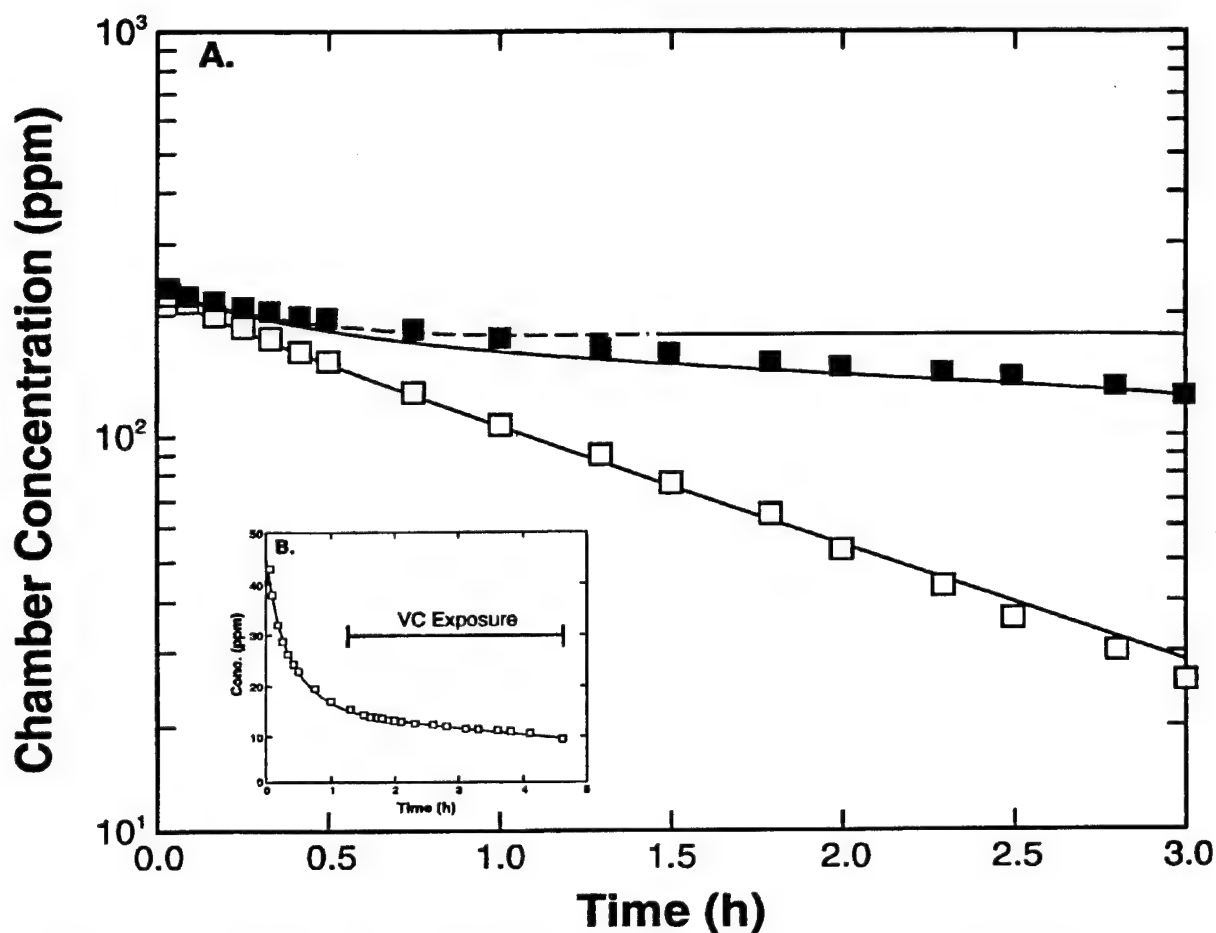 A.
Chamber Concentration (ppm)
10³
10²
10¹
0.0 0.5 1.0 1.5 2.0 2.5 3.0
Time (h)
B.
VC Exposure
Conc. (ppm)
50
40
30
20
10
0
0 1 2 3 4 5
Time (h)